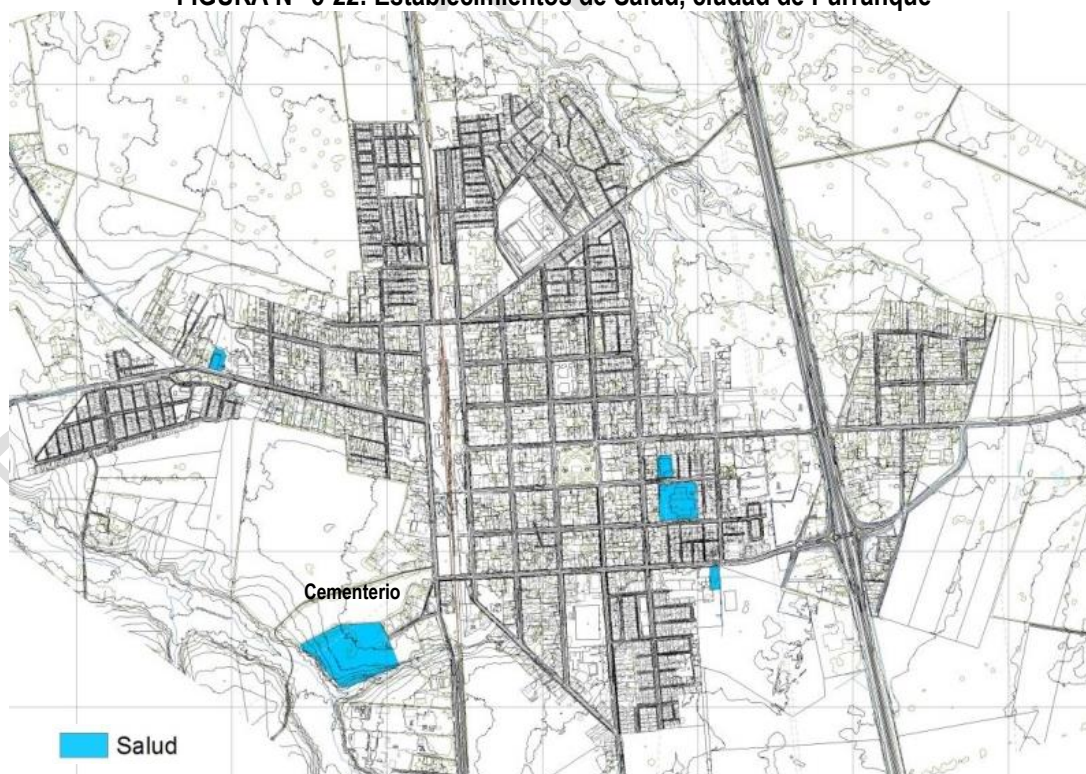 FIGURA N° 6-22: Establecimientos de Salud, ciudad de Purranque
Cementerio
Salud